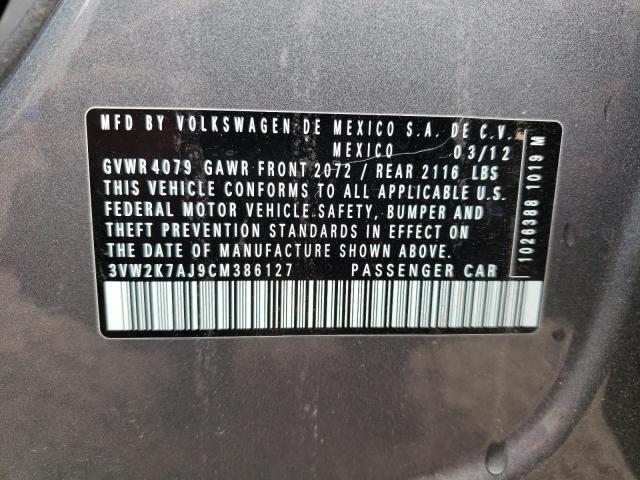 MFD BY VOLKSWAGEN DE MEXICO S.A. DE C.V.
MEXICO 03/12
GVWR 4079 GAWR FRONT 2072 / REAR 2116 LBS
THIS VEHICLE CONFORMS TO ALL APPLICABLE U.S.
FEDERAL MOTOR VEHICLE SAFETY, BUMPER AND
THEFT PREVENTION STANDARDS IN EFFECT ON
THE DATE OF MANUFACTURE SHOWN ABOVE.
3VW2K7AJ9CM386127 PASSENGER CAR
1026388 1019 M